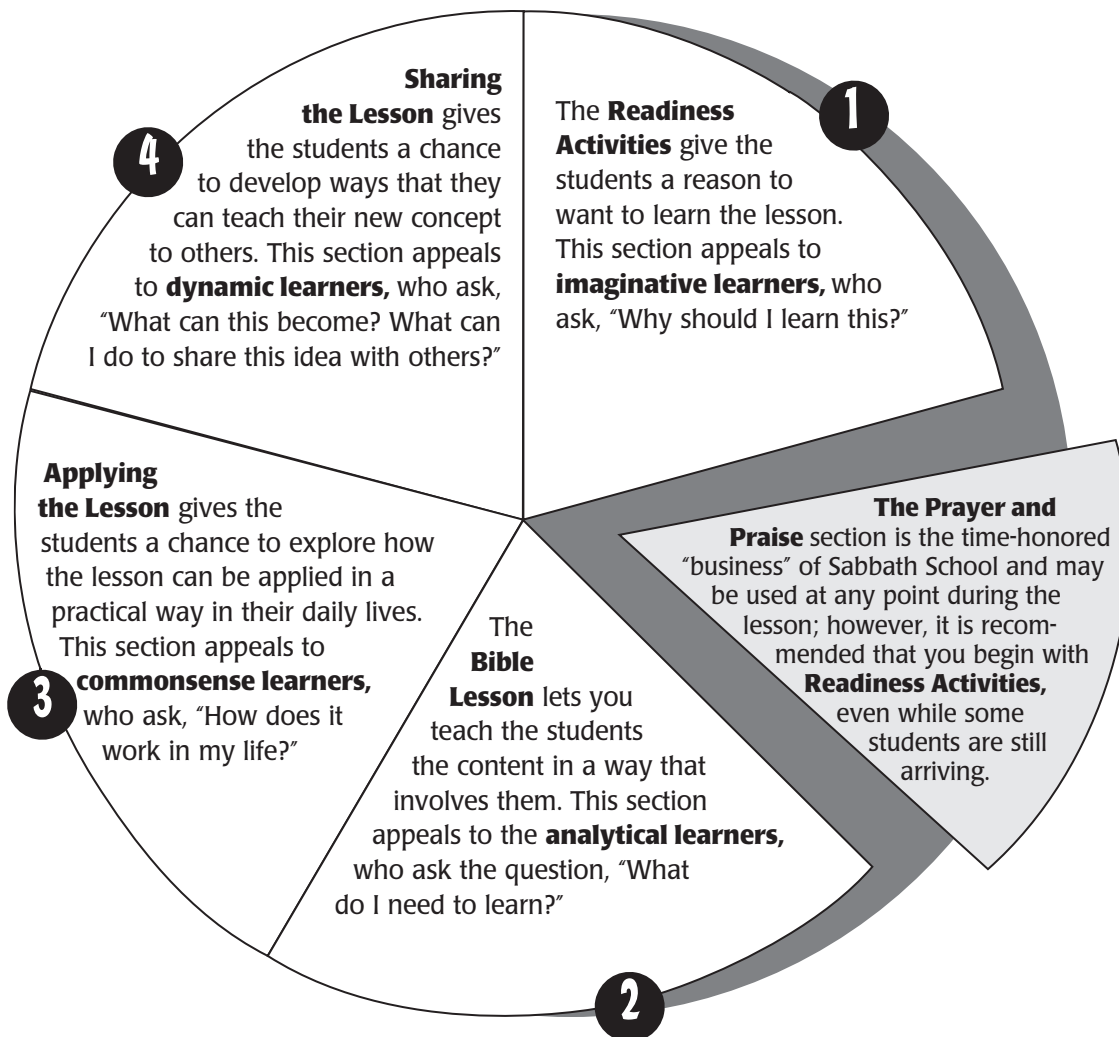 1
The Readiness
Activities give the
students a reason to
want to learn the lesson.
This section appeals to
imaginative learners, who
ask, “Why should I learn this?”
The Prayer and
Praise section is the time-honored
“business” of Sabbath School and may
be used at any point during the
lesson; however, it is recom-
mended that you begin with
Readiness Activities,
even while some
students are still
arriving.
2
The
Bible
Lesson lets you
teach the students
the content in a way that
involves them. This section
appeals to the analytical learners,
who ask the question, “What
do I need to learn?”
3
Applying
the Lesson gives the
students a chance to explore how
the lesson can be applied in a
practical way in their daily lives.
This section appeals to
commonsense learners,
who ask, “How does it
work in my life?”
4
Sharing
the Lesson gives
the students a chance
to develop ways that they
can teach their new concept
to others. This section appeals
to dynamic learners, who ask,
“What can this become? What can
I do to share this idea with others?”